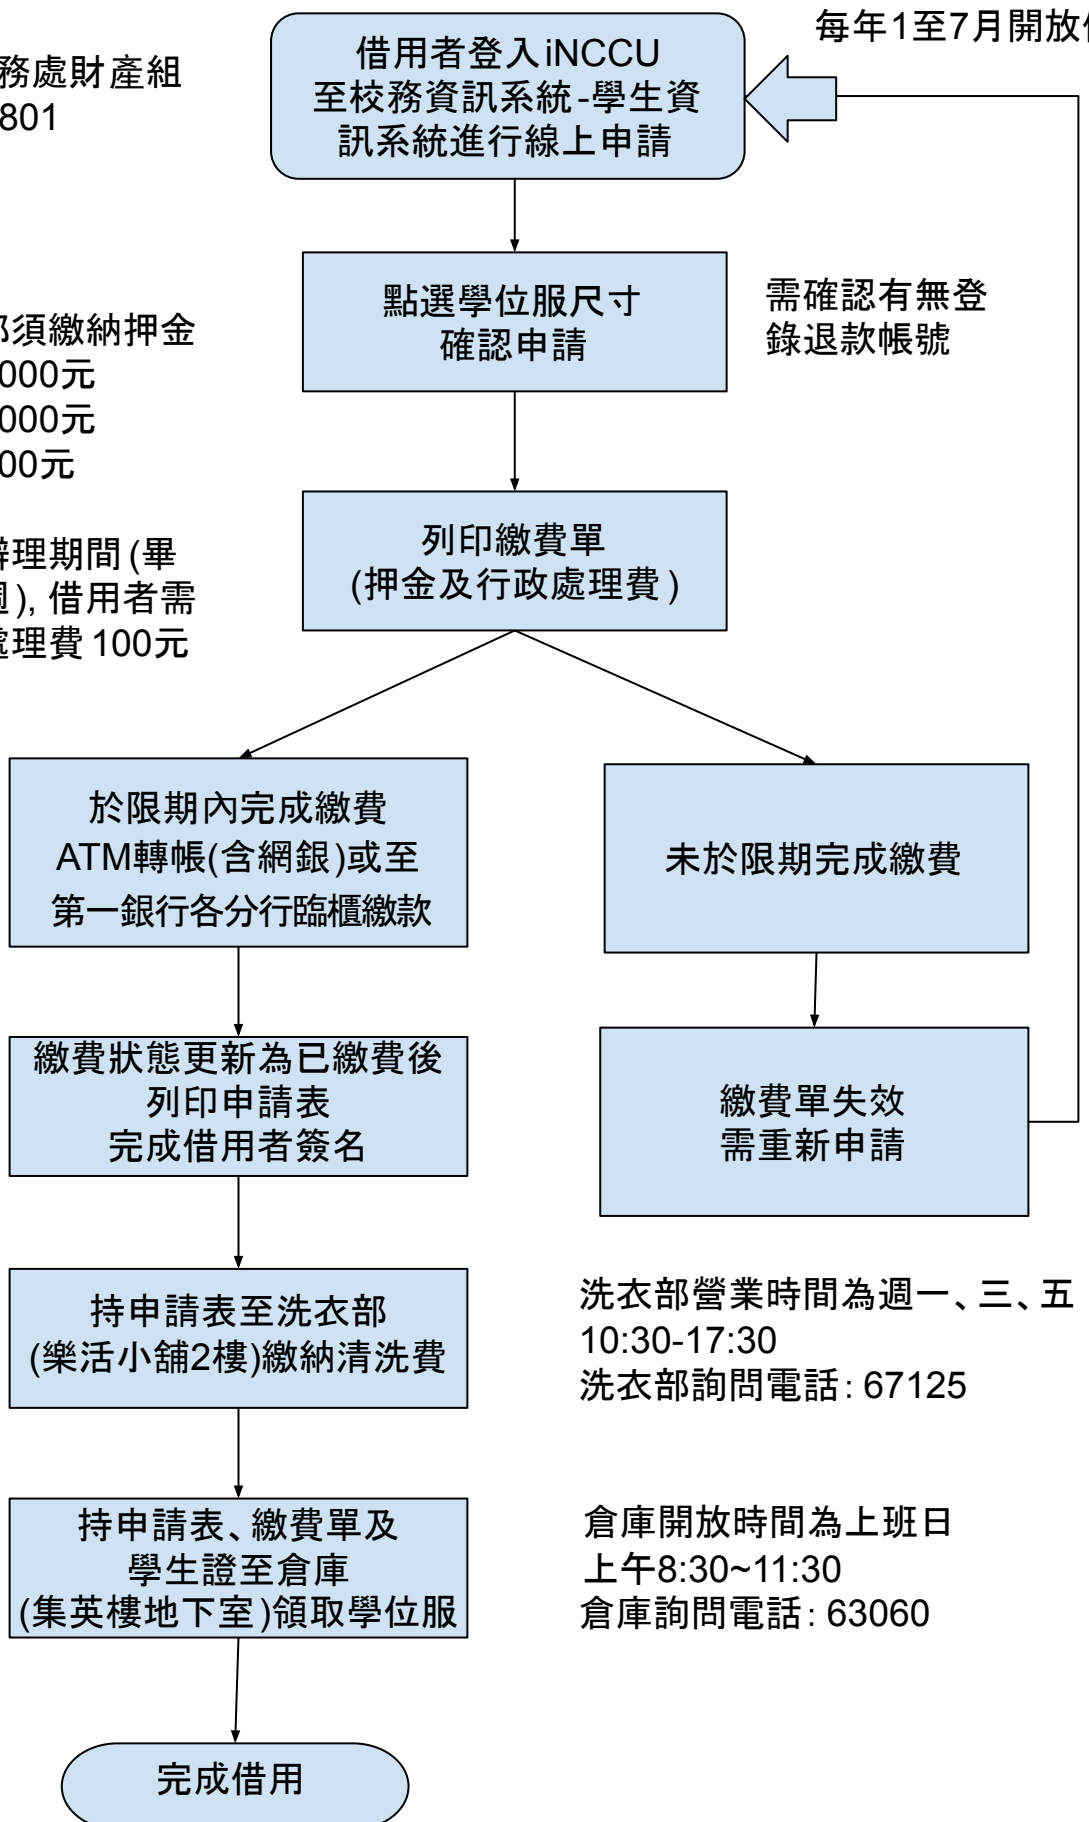 借用者登入iNCCU
至校務資訊系統-學生資
訊系統進行線上申請
每年1至7月開放
務處財產組
801
點選學位服尺寸
確認申請
需確認有無登
錄退款帳號
須繳納押金
000元
000元
00元
列印繳費單
(押金及行政處理費)
理期間(畢
), 借用者需
處理費 100元
於限期內完成繳費
ATM轉帳(含網銀)或至
第一銀行各分行臨櫃繳款
未於限期完成繳費
繳費狀態更新為已繳費後
列印申請表
完成借用者簽名
繳費單失效
需重新申請
持申請表至洗衣部
(樂活小舖2樓)繳納清洗費
洗衣部營業時間為週一、三、五
10:30-17:30
洗衣部詢問電話: 67125
持申請表、繳費單及
學生證至倉庫
(集英樓地下室)領取學位服
倉庫開放時間為上班日
上午8:30~11:30
倉庫詢問電話: 63060
完成借用